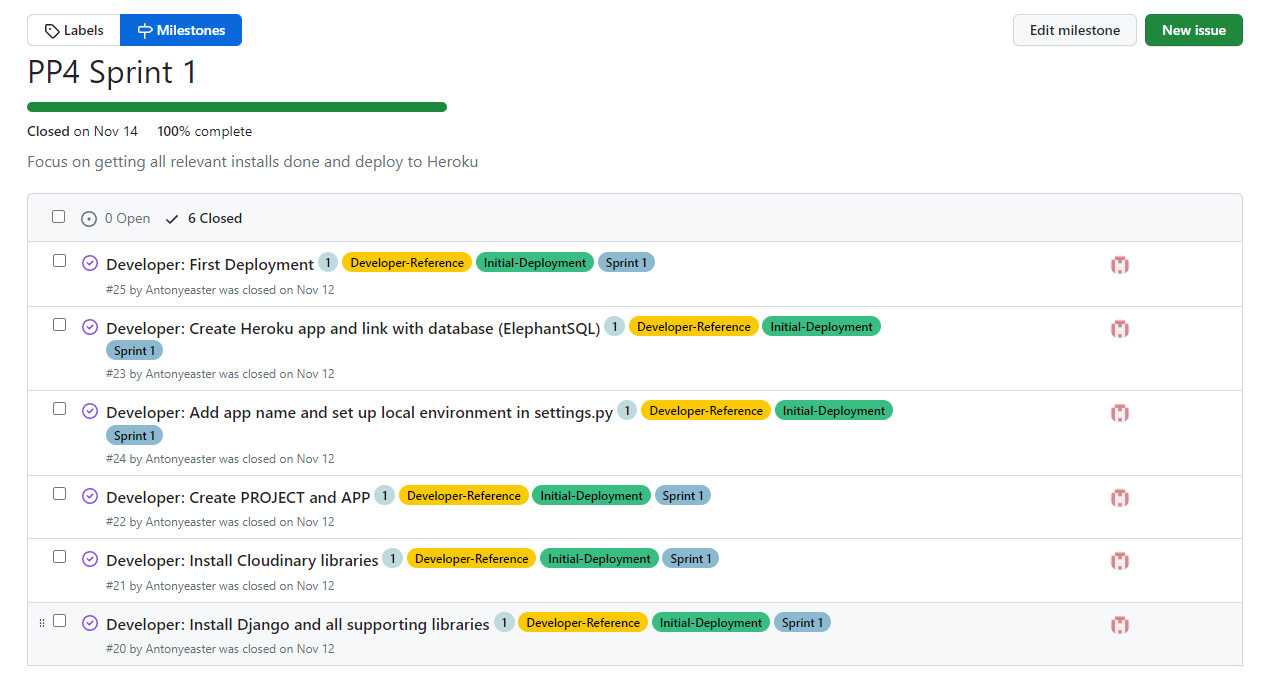 Labels Milestones Edit milestone New issue
PP4 Sprint 1
Closed on Nov 14 100% complete
Focus on getting all relevant installs done and deploy to Heroku
0 Open 6 Closed
Developer: First Deployment 1 Developer-Reference Initial-Deployment Sprint 1
#25 by Antonyeaster was closed on Nov 12
Developer: Create Heroku app and link with database (ElephantSQL) 1 Developer-Reference Initial-Deployment
Sprint 1
#23 by Antonyeaster was closed on Nov 12
Developer: Add app name and set up local environment in settings.py 1 Developer-Reference Initial-Deployment
Sprint 1
#24 by Antonyeaster was closed on Nov 12
Developer: Create PROJECT and APP 1 Developer-Reference Initial-Deployment Sprint 1
#22 by Antonyeaster was closed on Nov 12
Developer: Install Cloudinary libraries 1 Developer-Reference Initial-Deployment Sprint 1
#21 by Antonyeaster was closed on Nov 12
Developer: Install Django and all supporting libraries 1 Developer-Reference Initial-Deployment Sprint 1
#20 by Antonyeaster was closed on Nov 12